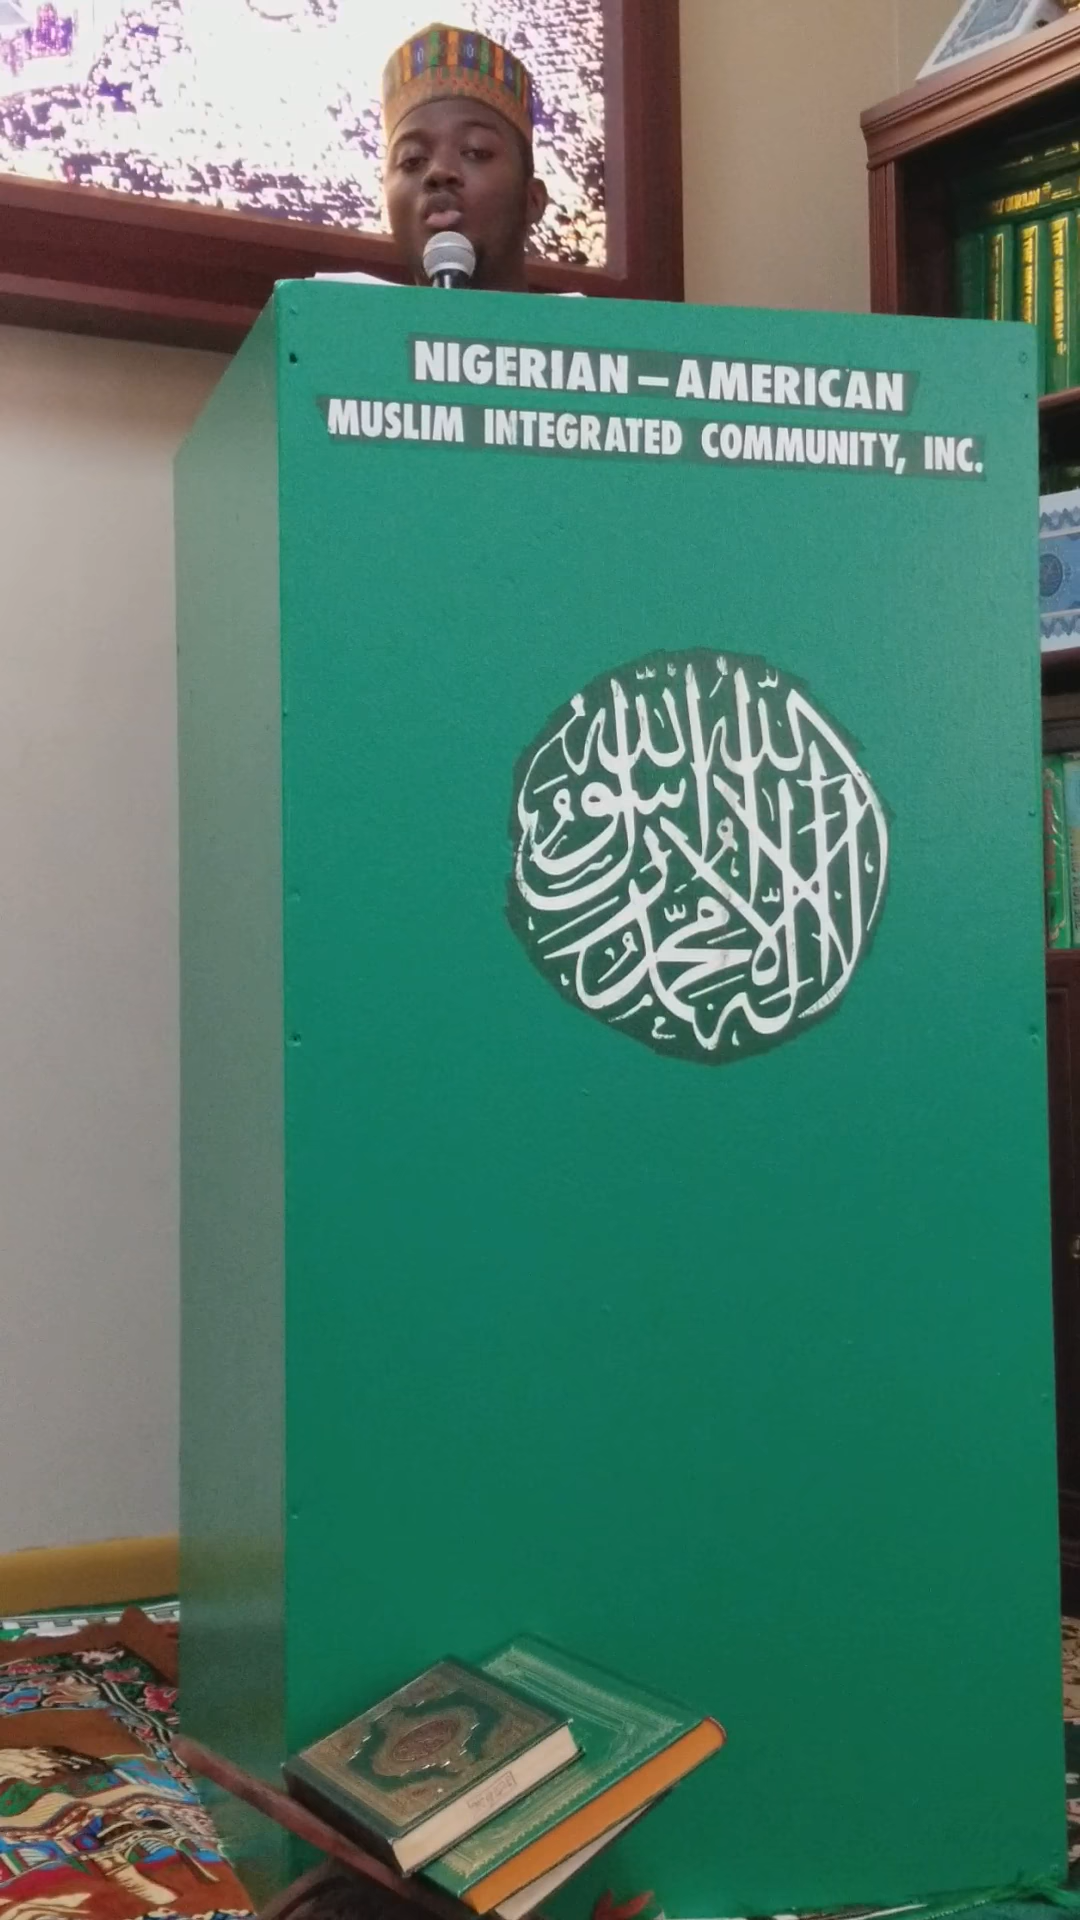 NIGERIAN – AMERICAN
MUSLIM INTEGRATED COMMUNITY, INC.
لا إله إلا الله محمد رسول الله